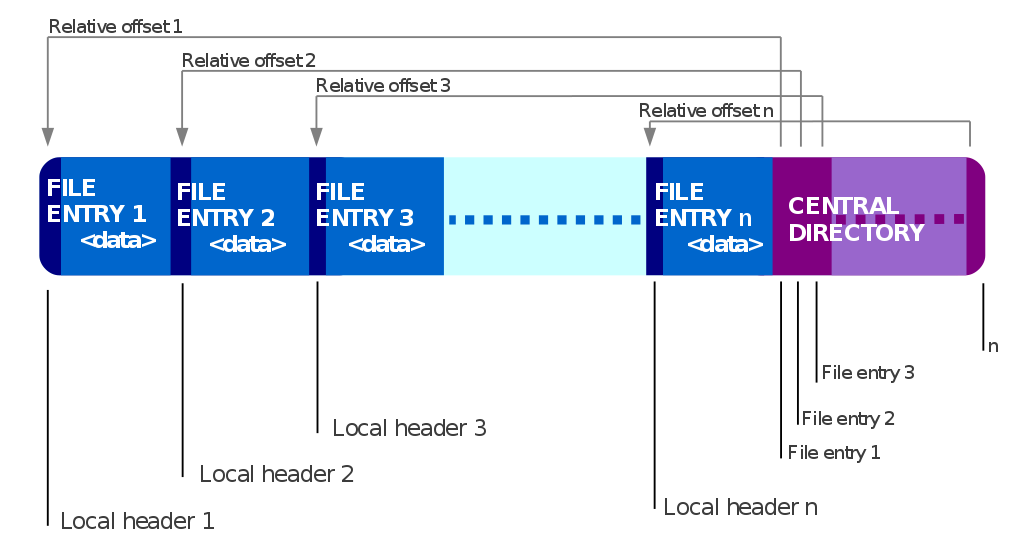 Relative offset 1
Relative offset 2
Relative offset 3
Relative offset n
FILE
ENTRY 1
<data>
FILE
ENTRY 2
<data>
FILE
ENTRY 3
<data>
FILE
ENTRY n
<data>
CENTRAL
DIRECTORY
n
File entry 3
File entry 2
File entry 1
Local header 3
Local header 2
Local header n
Local header 1